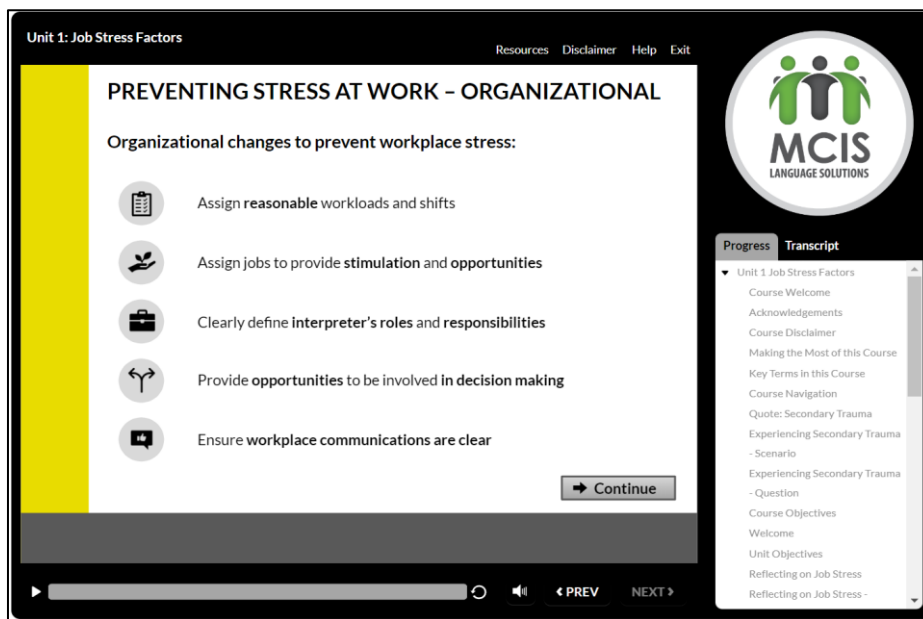 Unit 1: Job Stress Factors
Resources Disclaimer Help Exit
PREVENTING STRESS AT WORK – ORGANIZATIONAL
Organizational changes to prevent workplace stress:
Assign reasonable workloads and shifts
Assign jobs to provide stimulation and opportunities
Clearly define interpreter's roles and responsibilities
Provide opportunities to be involved in decision making
Ensure workplace communications are clear
Continue
PREV
NEXT
MCIS
LANGUAGE SOLUTIONS
Progress Transcript
Unit 1 Job Stress Factors
Course Welcome
Acknowledgements
Course Disclaimer
Making the Most of this Course
Key Terms in this Course
Course Navigation
Quote: Secondary Trauma
Experiencing Secondary Trauma
- Scenario
Experiencing Secondary Trauma
- Question
Course Objectives
Welcome
Unit Objectives
Reflecting on Job Stress
Reflecting on Job Stress -